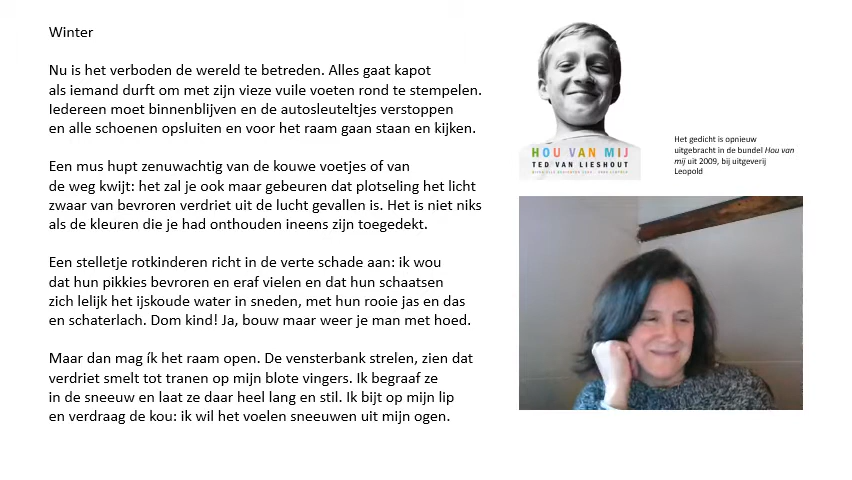 Winter
Nu is het verboden de wereld te betreden. Alles gaat kapot
als iemand durft om met zijn vieze vuile voeten rond te stempelen.
Iedereen moet binnenblijven en de autosleuteltjes verstoppen
en alle schoenen opsluiten en voor het raam gaan staan en kijken.
Een mus hupt zenuwachtig van de kouwe voetjes of van
de weg kwijt: het zal je ook maar gebeuren dat plotseling het licht
zwaar van bevroren verdriet uit de lucht gevallen is. Het is niet niks
als de kleuren die je had onthouden ineens zijn toegedekt.
Een stelletje rotkinderen richt in de verte schade aan: ik wou
dat hun pikkies bevroren en eraf vielen en dat hun schaatsen
zich lelijk het ijskoude water in sneden, met hun rooie jas en das
en schaterlach. Dom kind! Ja, bouw maar weer je man met hoed.
Maar dan mag ík het raam open. De vensterbank strelen, zien dat
verdriet smelt tot tranen op mijn blote vingers. Ik begraaf ze
in de sneeuw en laat ze daar heel lang en stil. Ik bijt op mijn lip
en verdraag de kou: ik wil het voelen sneeuwen uit mijn ogen.
HOU VAN MIJ
TED VAN LIESHOUT
Het gedicht is opnieuw
uitgebracht in de bundel Hou van
mij uit 2009, bij uitgeverij
Leopold